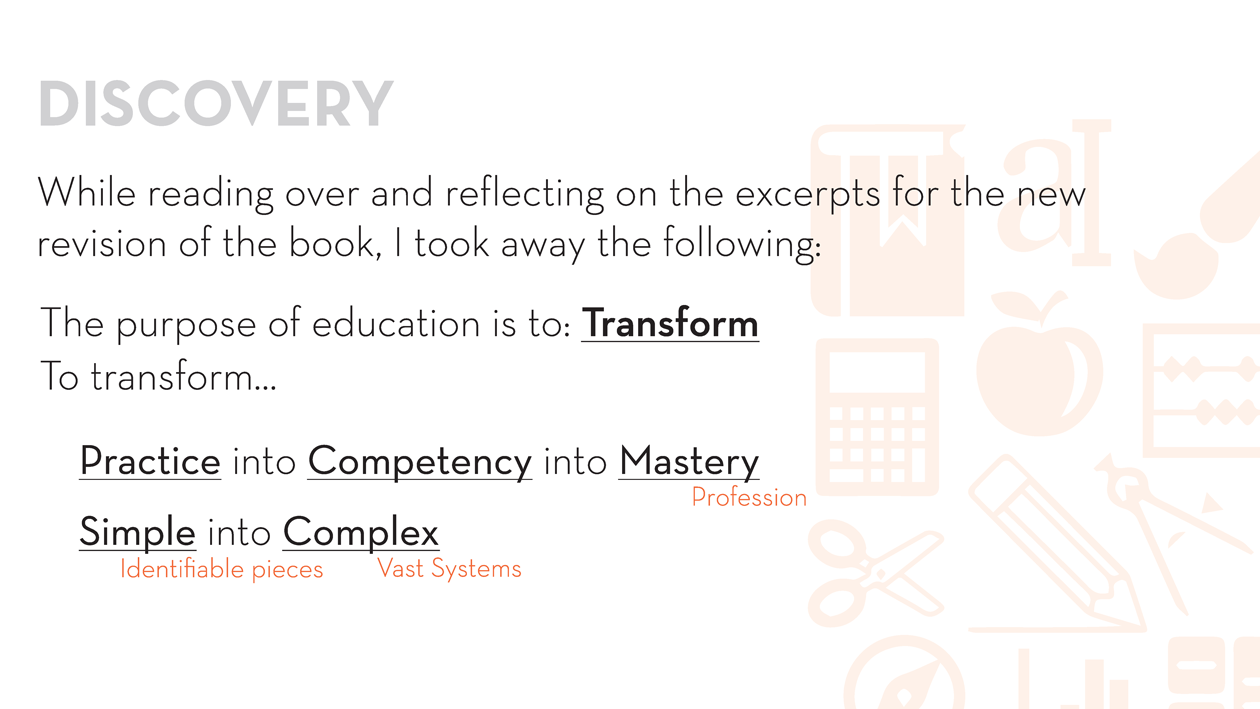 DISCOVERY
While reading over and reflecting on the excerpts for the new
revision of the book, I took away the following:
The purpose of education is to: Transform
To transform...
Practice into Competency into Mastery
Profession
Simple into Complex
Identifiable pieces Vast Systems
aI